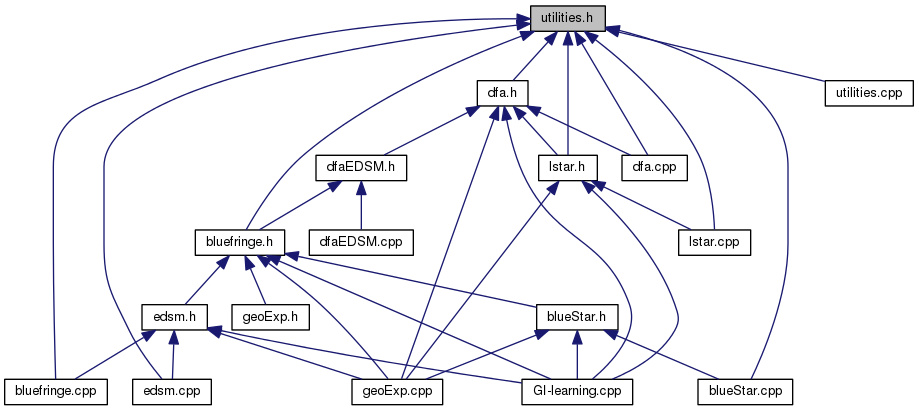 utilities.h
dfa.h
utilities.cpp
dfaEDSM.h
lstar.h
dfa.cpp
bluefringe.h
dfaEDSM.cpp
lstar.cpp
edsm.h
geoExp.h
blueStar.h
bluefringe.cpp
edsm.cpp
geoExp.cpp
GI-learning.cpp
blueStar.cpp